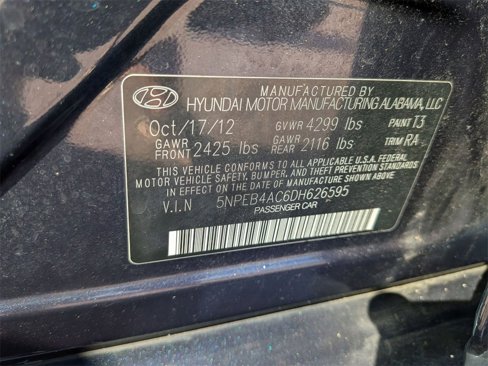 MANUFACTURED BY
HYUNDAI MOTOR MANUFACTURING ALABAMA, LLC
Oct/17/12 GVWR 4299 lbs PAINT T3
GAWR FRONT 2425 lbs GAWR REAR 2116 lbs TRIM RA
THIS VEHICLE CONFORMS TO ALL APPLICABLE U.S.A. FEDERAL
MOTOR VEHICLE SAFETY, BUMPER, AND THEFT PREVENTION STANDARDS
IN EFFECT ON THE DATE OF MANUFACTURE SHOWN ABOVE.
V.I.N 5NPEB4AC6DH626595
PASSENGER CAR